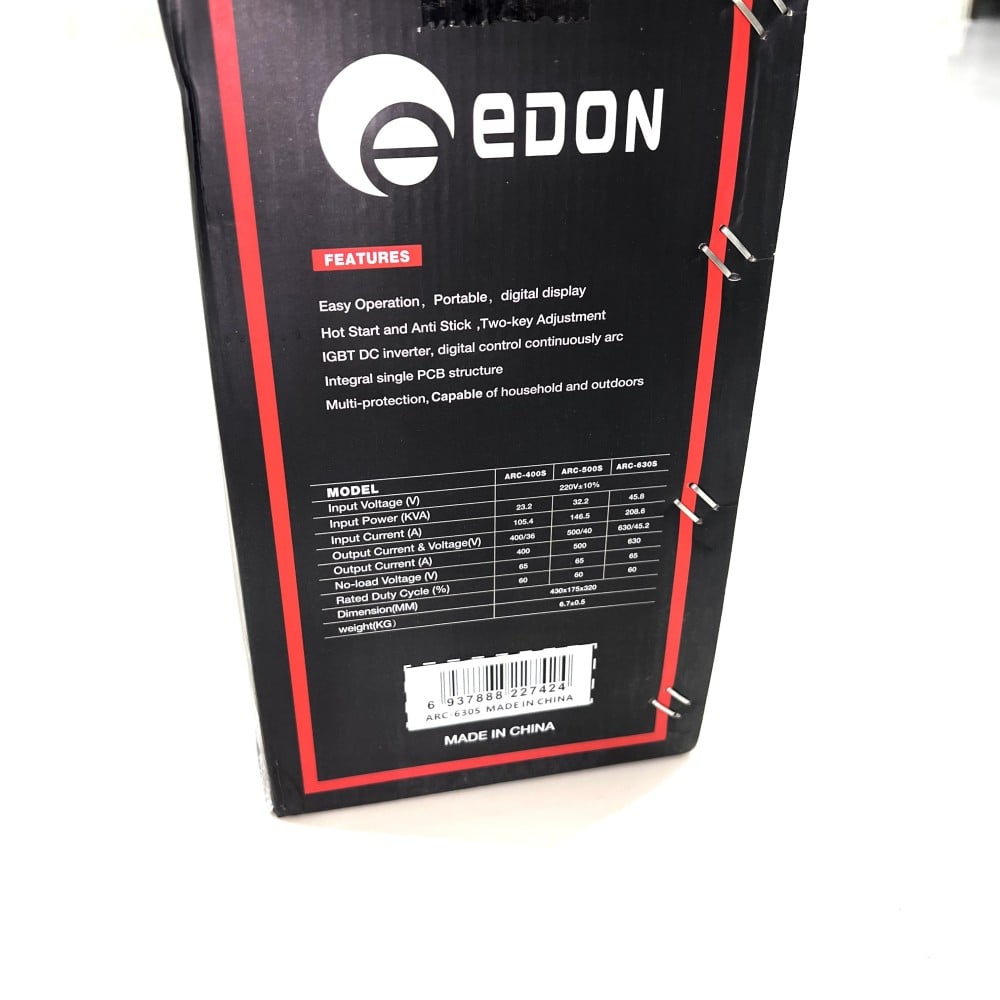 eDON
FEATURES
Easy Operation, Portable, digital display
Hot Start and Anti Stick ,Two-key Adjustment
IGBT DC inverter, digital control continuously arc
Integral single PCB structure
Multi-protection, Capable of household and outdoors
MODEL ARC-400S ARC-500S ARC-630S
Input Voltage (V) 220V±10%
Input Power (KVA) 23.2 32.2 45.8
Input Current (A) 105.4 146.5 208.6
Output Current & Voltage(V) 400/36 500/40 630/45.2
Output Current (A) 400 500 630
No-load Voltage (V) 65 65 65
Rated Duty Cycle (%) 60 60 60
Dimension(MM) 430x175x320
weight(KG) 6.7±0.5
6 937888 227424
ARC-630S MADE IN CHINA
MADE IN CHINA